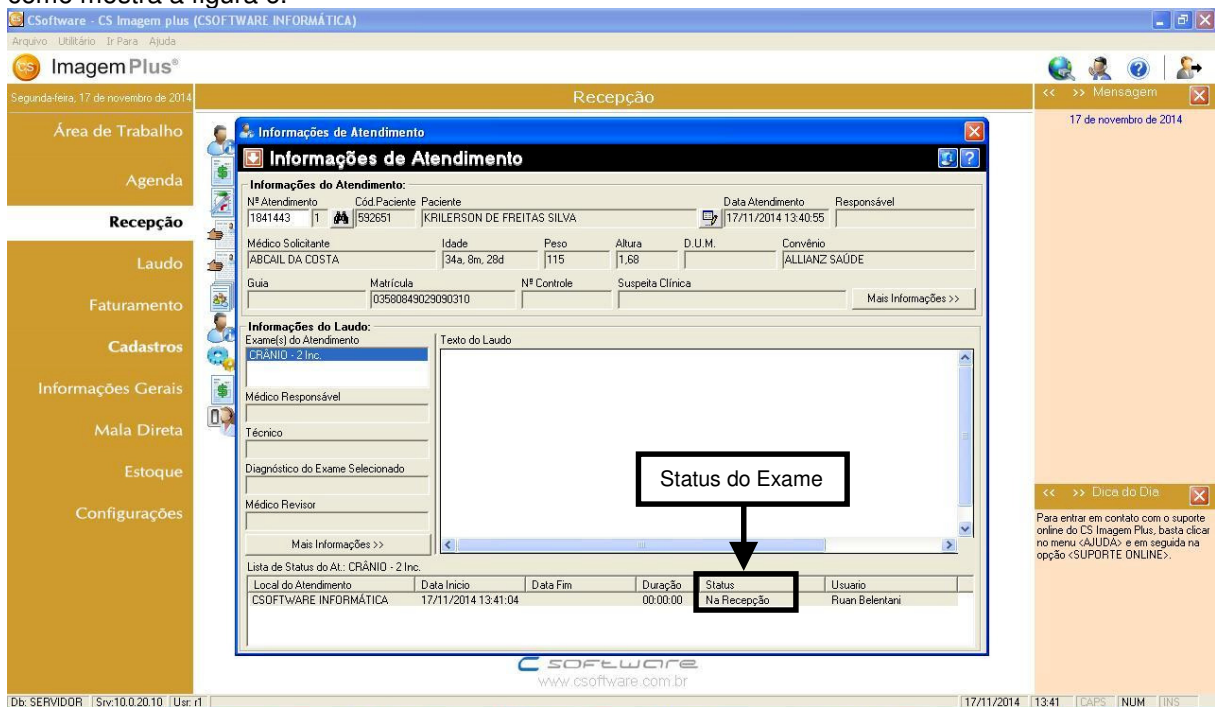 como mostra a figura
CSoftware - CS Imagem plus (CSOFTWARE INFORMÁTICA)
Arquivo Utilitário Ir Para Ajuda
CS ImagemPlus®
Segunda-feira, 17 de novembro de 2014
Recepção
<< >> Mensagem
17 de novembro de 2014
Área de Trabalho
Agenda
Recepção
Laudo
Faturamento
Cadastros
Informações Gerais
Mala Direta
Estoque
Configurações
Informações de Atendimento
Informações de Atendimento
Informações do Atendimento:
Nº Atendimento Cód.Paciente Paciente Data Atendimento Responsável
1841443 1 592651 KRILERSON DE FREITAS SILVA 17/11/2014 13:40:55
Médico Solicitante Idade Peso Altura D.U.M. Convênio
ABCAIL DA COSTA 34a, 8m, 28d 115 1,68 ALLIANZ SAÚDE
Guia Matrícula Nº Controle Suspeita Clínica
03580849029090310 Mais Informações >>
Informações do Laudo:
Exame(s) do Atendimento Texto do Laudo
CRÂNIO - 2 Inc.
Médico Responsável
Técnico
Diagnóstico do Exame Selecionado
Médico Revisor
Mais Informações >>
Status do Exame
Lista de Status do At.: CRÂNIO - 2 Inc.
Local do Atendimento Data Inicio Data Fim Duração Status Usuario
CSOFTWARE INFORMÁTICA 17/11/2014 13:41:04 00:00:00 Na Recepção Ruan Belentani
<< >> Dica do Dia
Para entrar em contato com o suporte
online do CS Imagem Plus, basta clicar
no menu <AJUDA> e em seguida na
opção <SUPORTE ONLINE>.
C software
www.csoftware.com.br
Db: SERVIDOR Srv:10.0.20.10 Usr: r1 17/11/2014 13:41 CAPS NUM INS